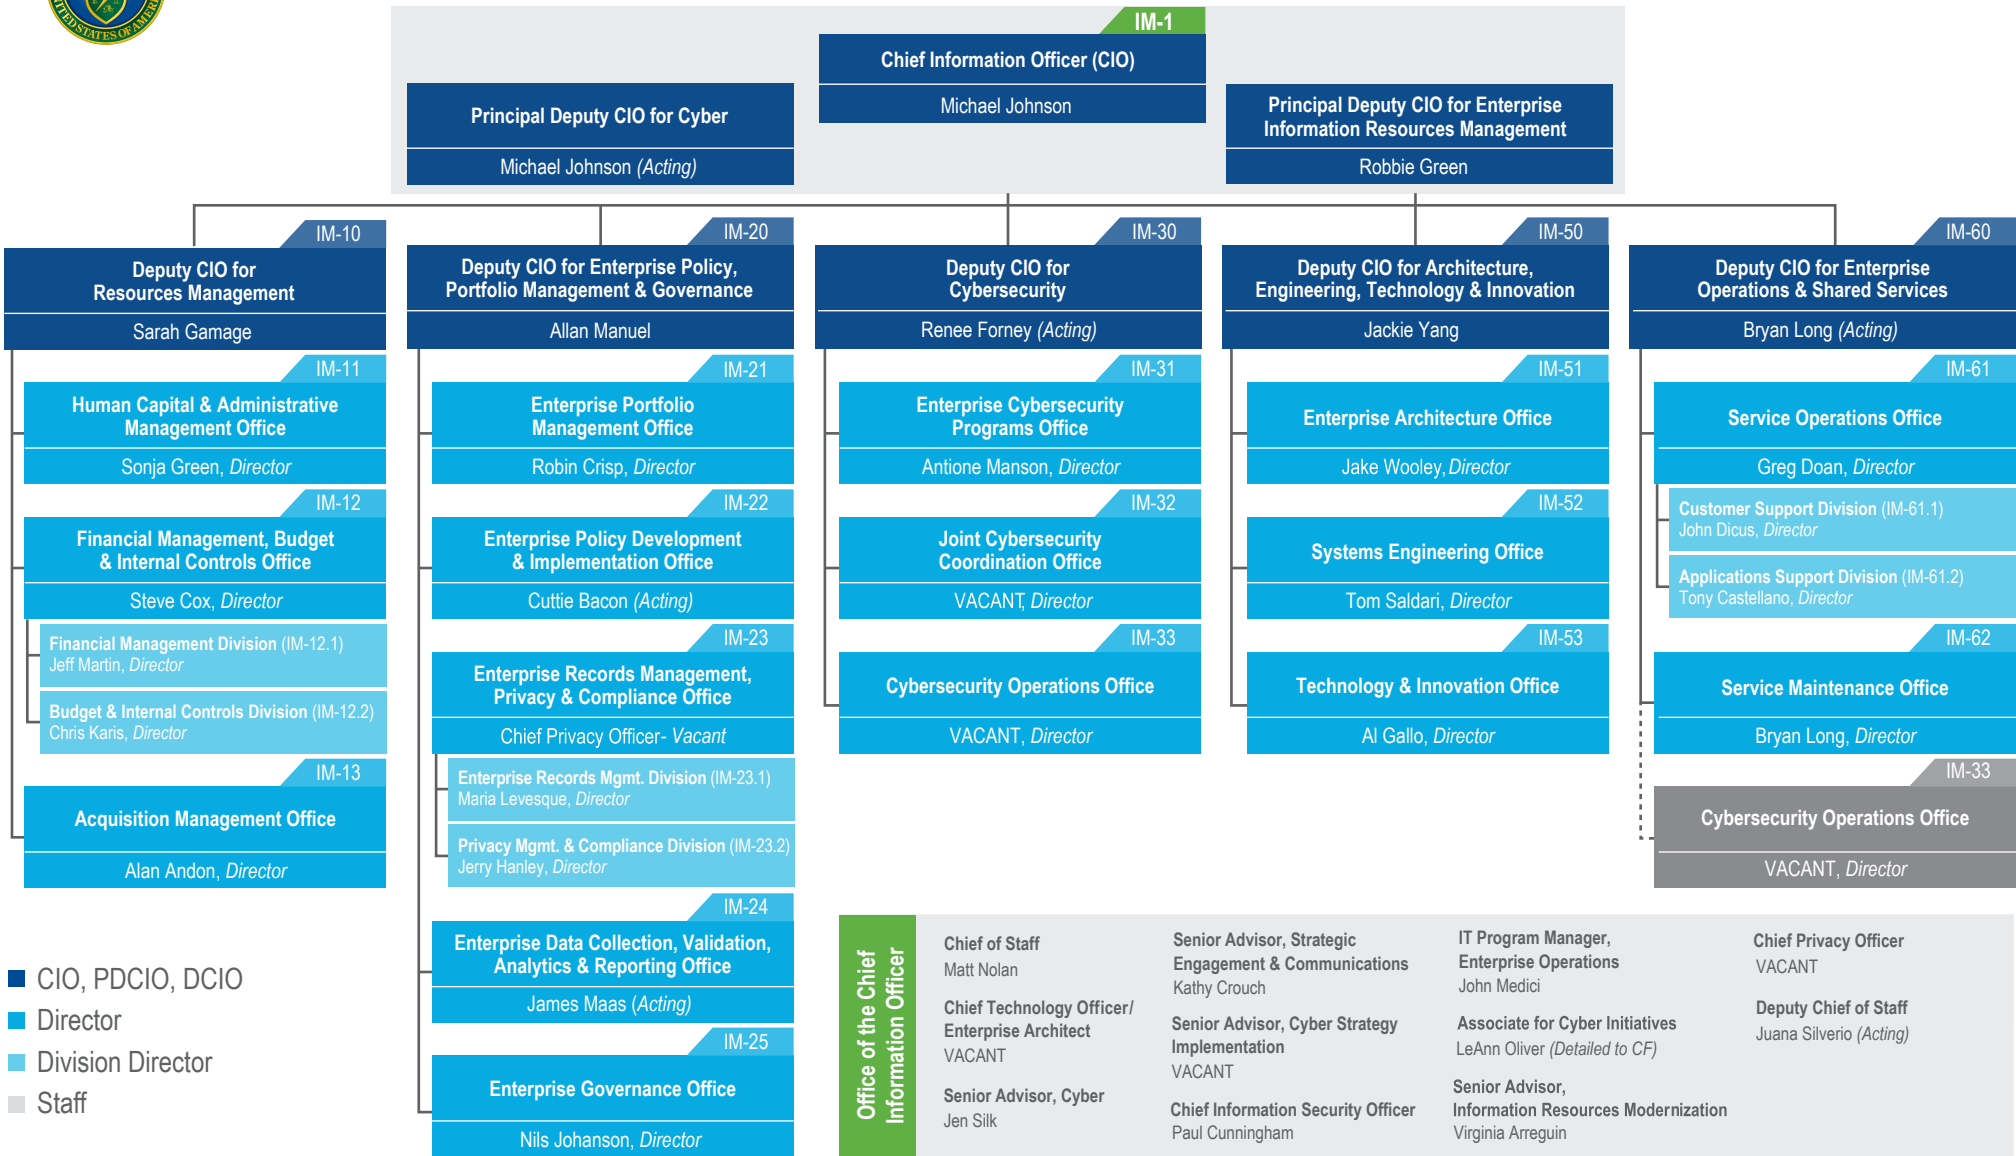 UNITED STATES OF AMERICA
IM-1
Chief Information Officer (CIO)
Michael Johnson
Principal Deputy CIO for Cyber
Michael Johnson (Acting)
Principal Deputy CIO for Enterprise
Information Resources Management
Robbie Green
IM-10
Deputy CIO for
Resources Management
Sarah Gamage
IM-11
Human Capital & Administrative
Management Office
Sonja Green, Director
IM-12
Financial Management, Budget
& Internal Controls Office
Steve Cox, Director
Financial Management Division (IM-12.1)
Jeff Martin, Director
Budget & Internal Controls Division (IM-12.2)
Chris Karis, Director
IM-13
Acquisition Management Office
Alan Andon, Director
IM-20
Deputy CIO for Enterprise Policy,
Portfolio Management & Governance
Allan Manuel
IM-21
Enterprise Portfolio
Management Office
Robin Crisp, Director
IM-22
Enterprise Policy Development
& Implementation Office
Cuttie Bacon (Acting)
IM-23
Enterprise Records Management,
Privacy & Compliance Office
Chief Privacy Officer- Vacant
Enterprise Records Mgmt. Division (IM-23.1)
Maria Levesque, Director
Privacy Mgmt. & Compliance Division (IM-23.2)
Jerry Hanley, Director
IM-24
Enterprise Data Collection, Validation,
Analytics & Reporting Office
James Maas (Acting)
IM-25
Enterprise Governance Office
Nils Johanson, Director
IM-30
Deputy CIO for
Cybersecurity
Renee Forney (Acting)
IM-31
Enterprise Cybersecurity
Programs Office
Antione Manson, Director
IM-32
Joint Cybersecurity
Coordination Office
VACANT, Director
IM-33
Cybersecurity Operations Office
VACANT, Director
IM-50
Deputy CIO for Architecture,
Engineering, Technology & Innovation
Jackie Yang
IM-51
Enterprise Architecture Office
Jake Wooley, Director
IM-52
Systems Engineering Office
Tom Saldari, Director
IM-53
Technology & Innovation Office
Al Gallo, Director
IM-60
Deputy CIO for Enterprise
Operations & Shared Services
Bryan Long (Acting)
IM-61
Service Operations Office
Greg Doan, Director
Customer Support Division (IM-61.1)
John Dicus, Director
Applications Support Division (IM-61.2)
Tony Castellano, Director
IM-62
Service Maintenance Office
Bryan Long, Director
IM-33
Cybersecurity Operations Office
VACANT, Director
CIO, PDCIO, DCIO
Director
Division Director
Staff
Office of the Chief
Information Officer
Chief of Staff
Matt Nolan
Chief Technology Officer/
Enterprise Architect
VACANT
Senior Advisor, Cyber
Jen Silk
Senior Advisor, Strategic
Engagement & Communications
Kathy Crouch
Senior Advisor, Cyber Strategy
Implementation
VACANT
Chief Information Security Officer
Paul Cunningham
IT Program Manager,
Enterprise Operations
John Medici
Associate for Cyber Initiatives
LeAnn Oliver (Detailed to CF)
Senior Advisor,
Information Resources Modernization
Virginia Arreguin
Chief Privacy Officer
VACANT
Deputy Chief of Staff
Juana Silverio (Acting)